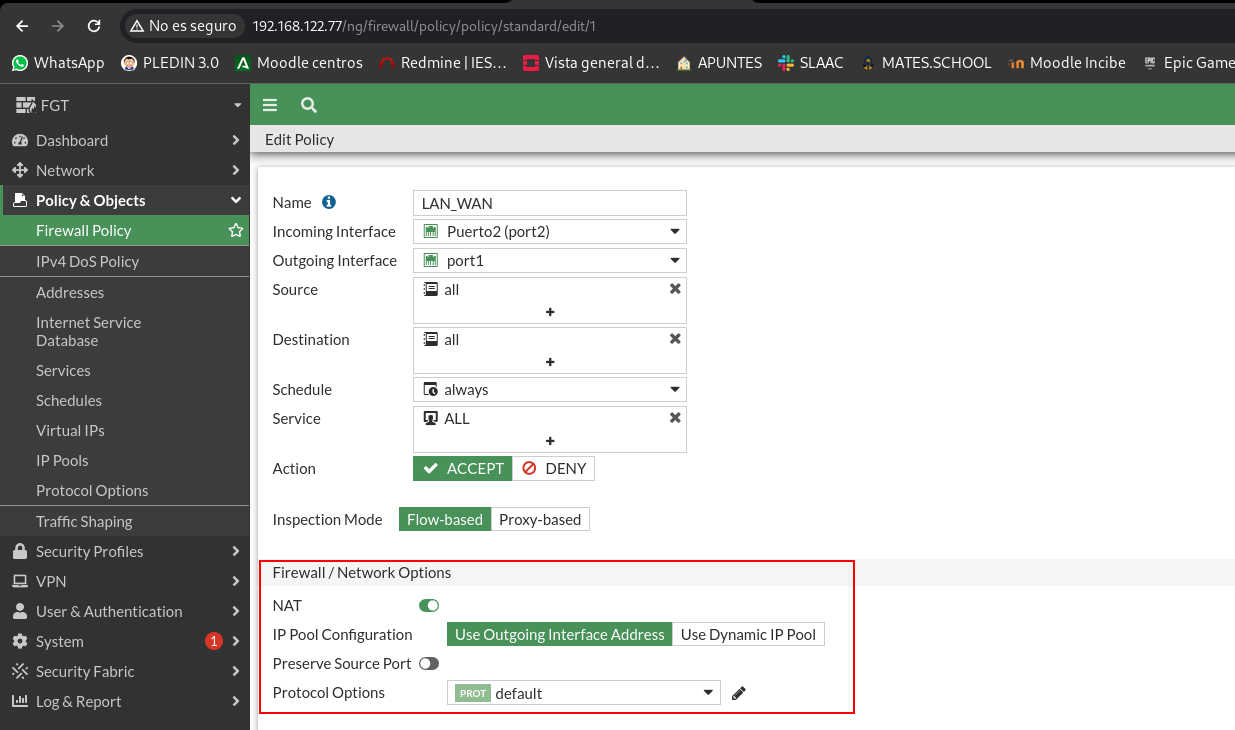 No es seguro 192.168.122.77/ng/firewall/policy/policy/standard/edit/1
WhatsApp PLEDIN 3.0 Moodle centros Redmine | IES... Vista general d... APUNTES SLAAC MATES.SCHOOL Moodle Incibe Epic Game
FGT
Dashboard
Network
Policy & Objects
Firewall Policy
IPv4 DoS Policy
Addresses
Internet Service
Database
Services
Schedules
Virtual IPs
IP Pools
Protocol Options
Traffic Shaping
Security Profiles
VPN
User & Authentication
System 1
Security Fabric
Log & Report
Edit Policy
Name LAN_WAN
Incoming Interface Puerto2 (port2)
Outgoing Interface port1
Source all
+
Destination all
+
Schedule always
Service ALL
+
Action ACCEPT DENY
Inspection Mode Flow-based Proxy-based
Firewall / Network Options
NAT
IP Pool Configuration Use Outgoing Interface Address Use Dynamic IP Pool
Preserve Source Port
Protocol Options PROT default